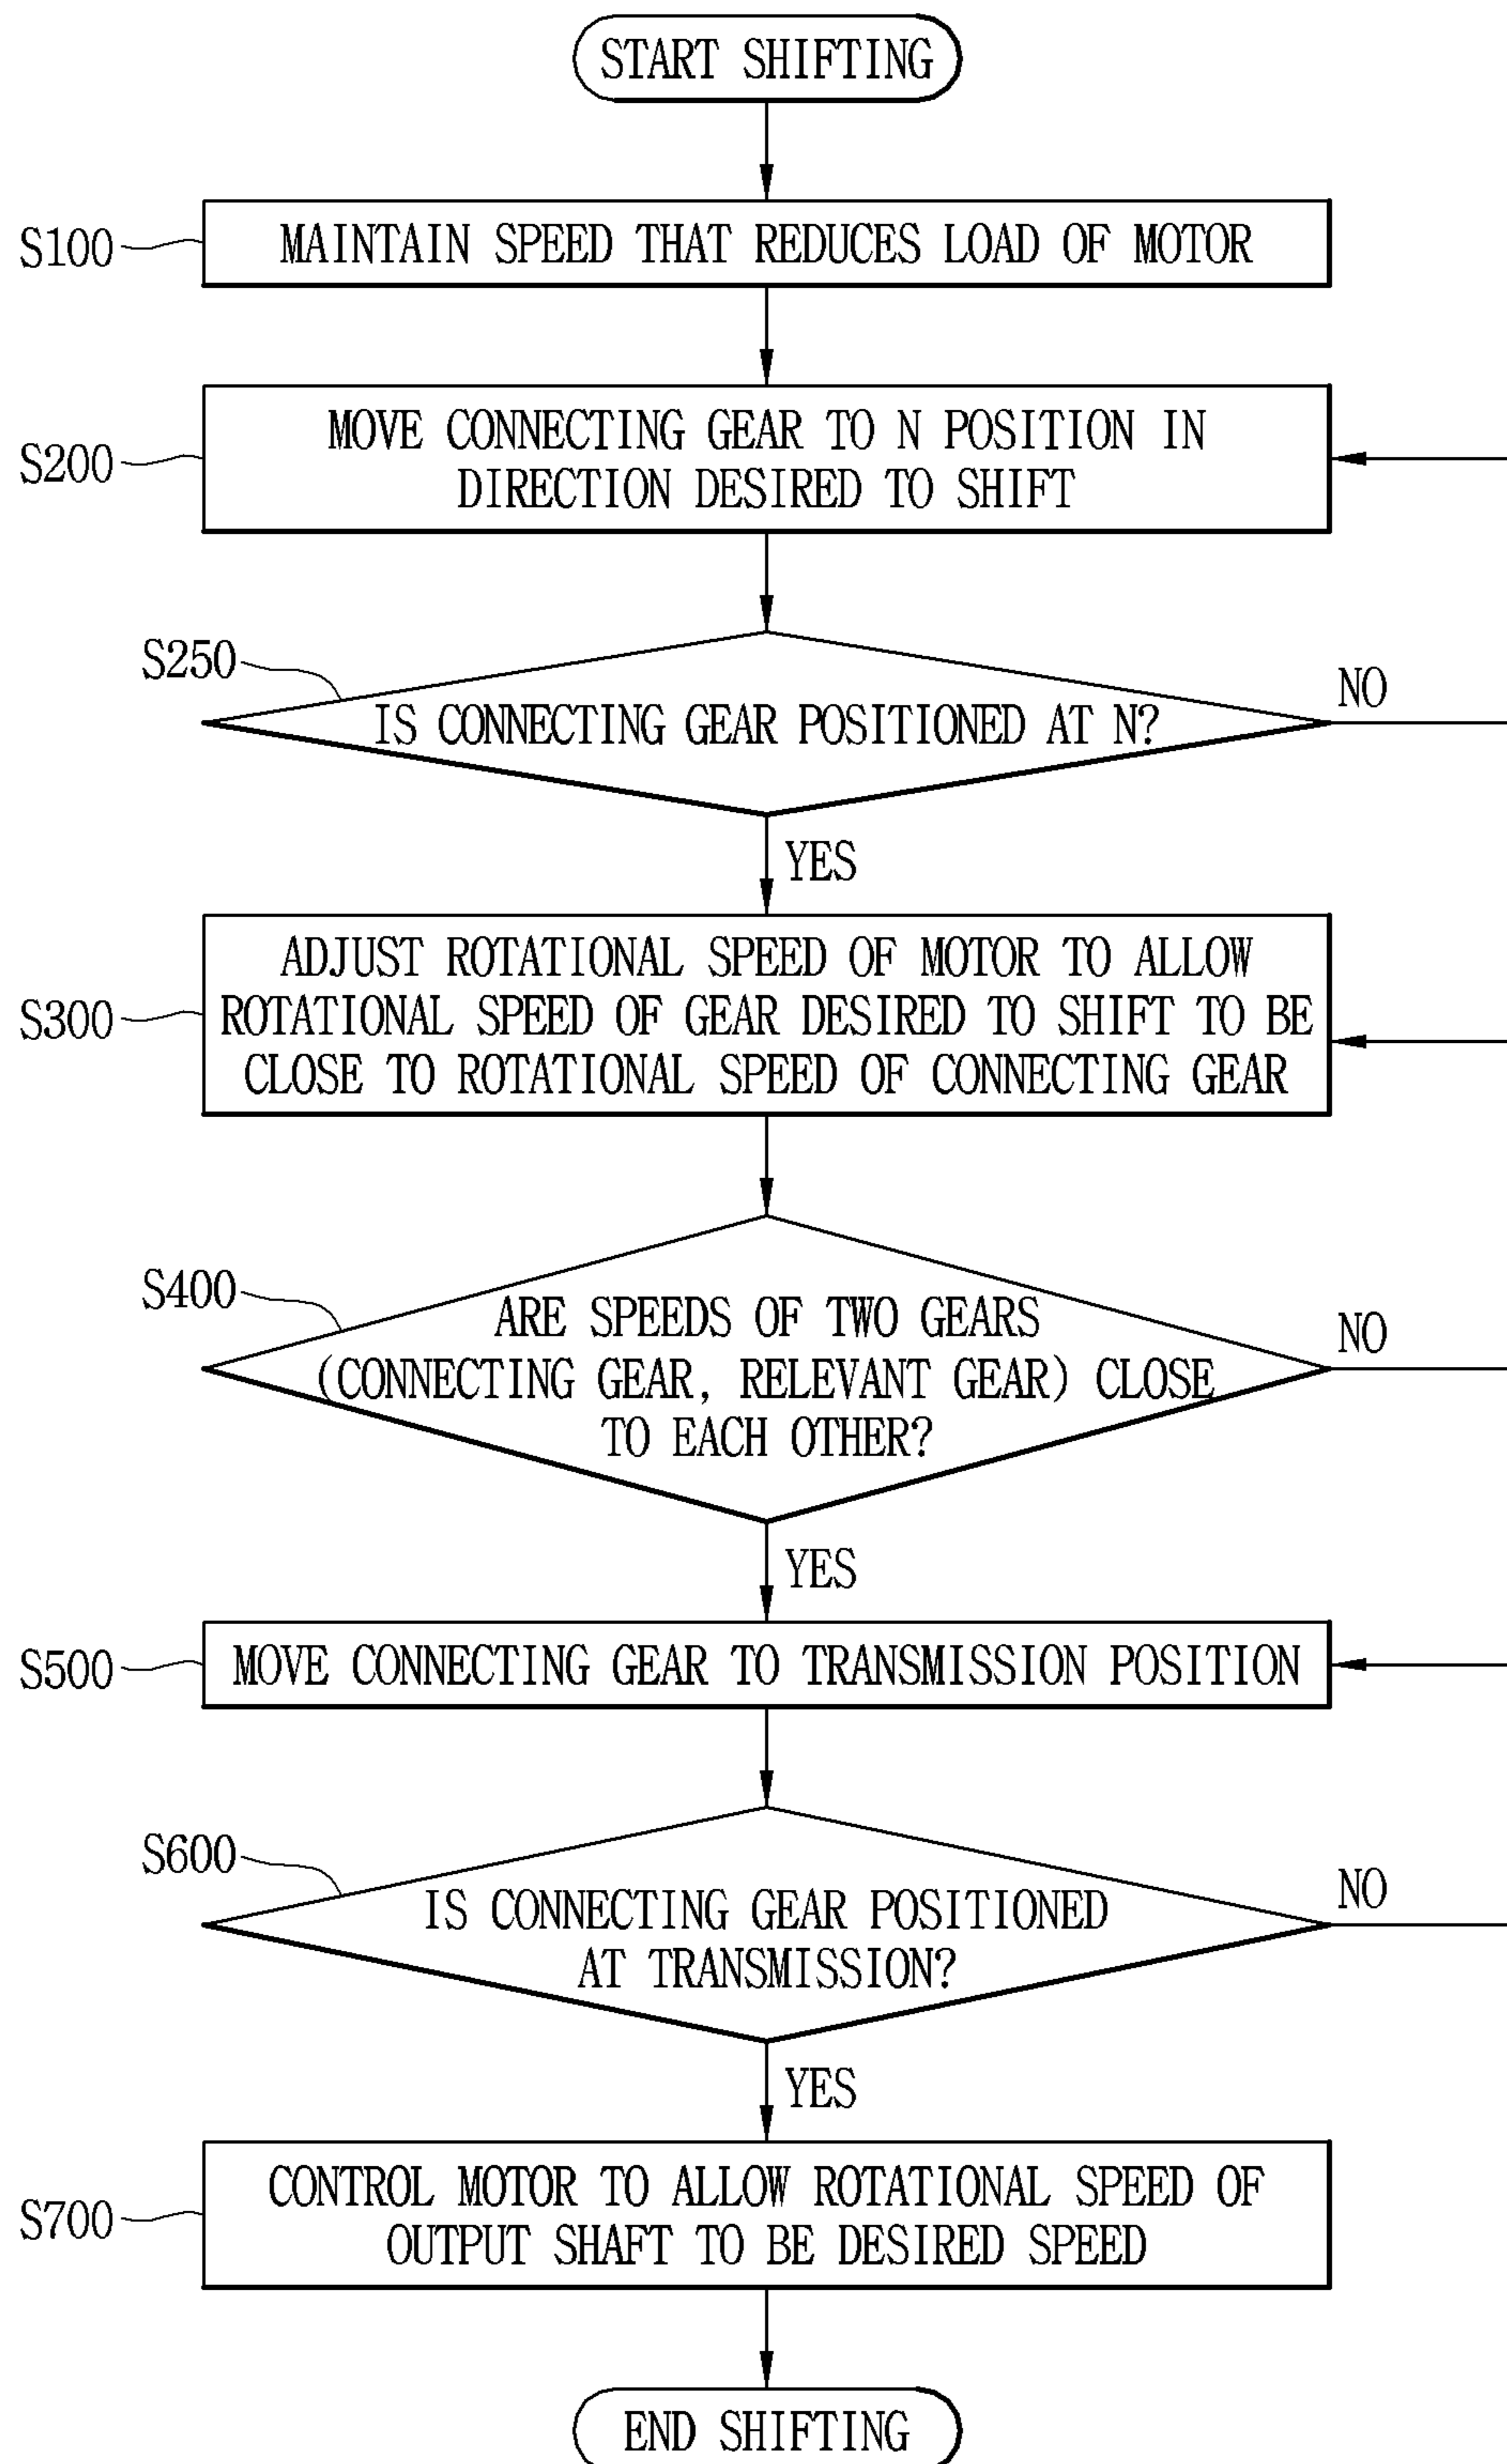 START SHIFTING
S100
MAINTAIN SPEED THAT REDUCES LOAD OF MOTOR
S200
MOVE CONNECTING GEAR TO N POSITION IN
DIRECTION DESIRED TO SHIFT
S250
IS CONNECTING GEAR POSITIONED AT N?
NO
YES
S300
ADJUST ROTATIONAL SPEED OF MOTOR TO ALLOW
ROTATIONAL SPEED OF GEAR DESIRED TO SHIFT TO BE
CLOSE TO ROTATIONAL SPEED OF CONNECTING GEAR
S400
ARE SPEEDS OF TWO GEARS
(CONNECTING GEAR, RELEVANT GEAR) CLOSE
TO EACH OTHER?
NO
YES
S500
MOVE CONNECTING GEAR TO TRANSMISSION POSITION
S600
IS CONNECTING GEAR POSITIONED
AT TRANSMISSION?
NO
YES
S700
CONTROL MOTOR TO ALLOW ROTATIONAL SPEED OF
OUTPUT SHAFT TO BE DESIRED SPEED
END SHIFTING